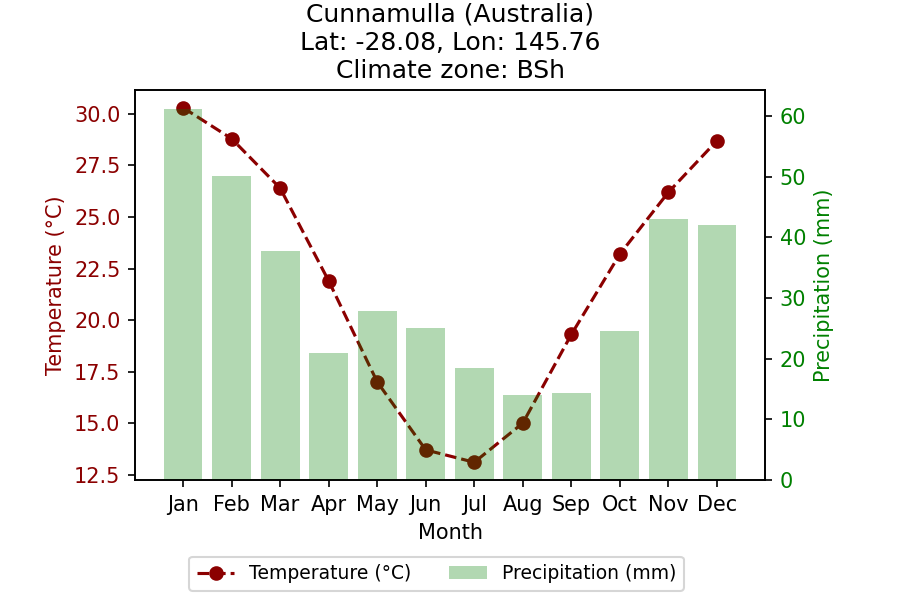 Cunnamulla (Australia)
Lat: -28.08, Lon: 145.76
Climate zone: BSh
30.0
27.5
25.0
22.5
20.0
17.5
15.0
12.5
Temperature (°C)
60
50
40
30
20
10
0
Precipitation (mm)
Jan Feb Mar Apr May Jun Jul Aug Sep Oct Nov Dec
Month
Temperature (°C) Precipitation (mm)